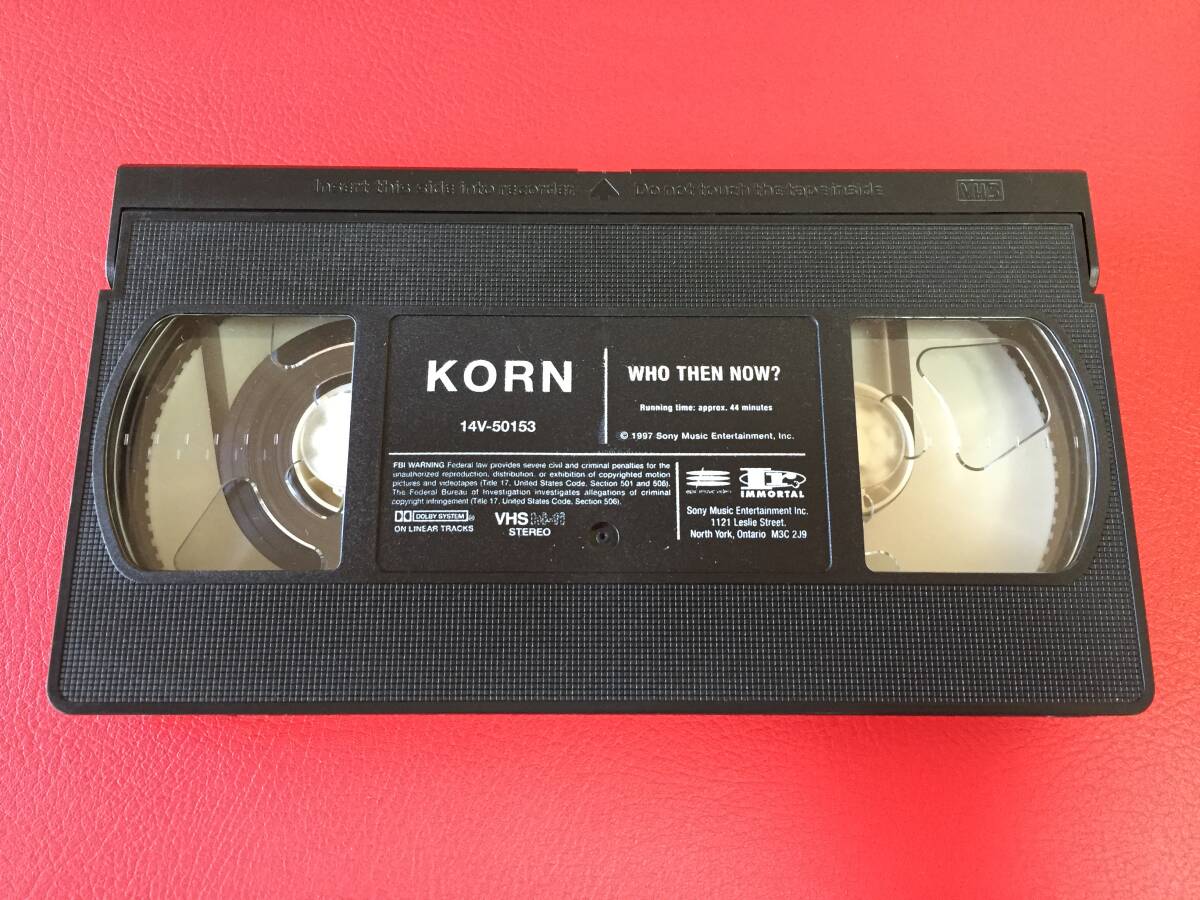 Insert this side into recorder Do not touch the tape inside VHS
KORN
14V-50153
WHO THEN NOW?
Running time: approx. 44 minutes
© 1997 Sony Music Entertainment, Inc.
FBI WARNING Federal law provides severe civil and criminal penalties for the
unauthorized reproduction, distribution, or exhibition of copyrighted motion
pictures and videotapes (Title 17, United States Code, Section 501 and 506).
The Federal Bureau of Investigation investigates allegations of criminal
copyright infringement (Title 17, United States Code, Section 506).
DOLBY SYSTEM®
ON LINEAR TRACKS
VHS
STEREO
epic music video
IMMORTAL
Sony Music Entertainment Inc.
1121 Leslie Street.
North York, Ontario M3C 2J9